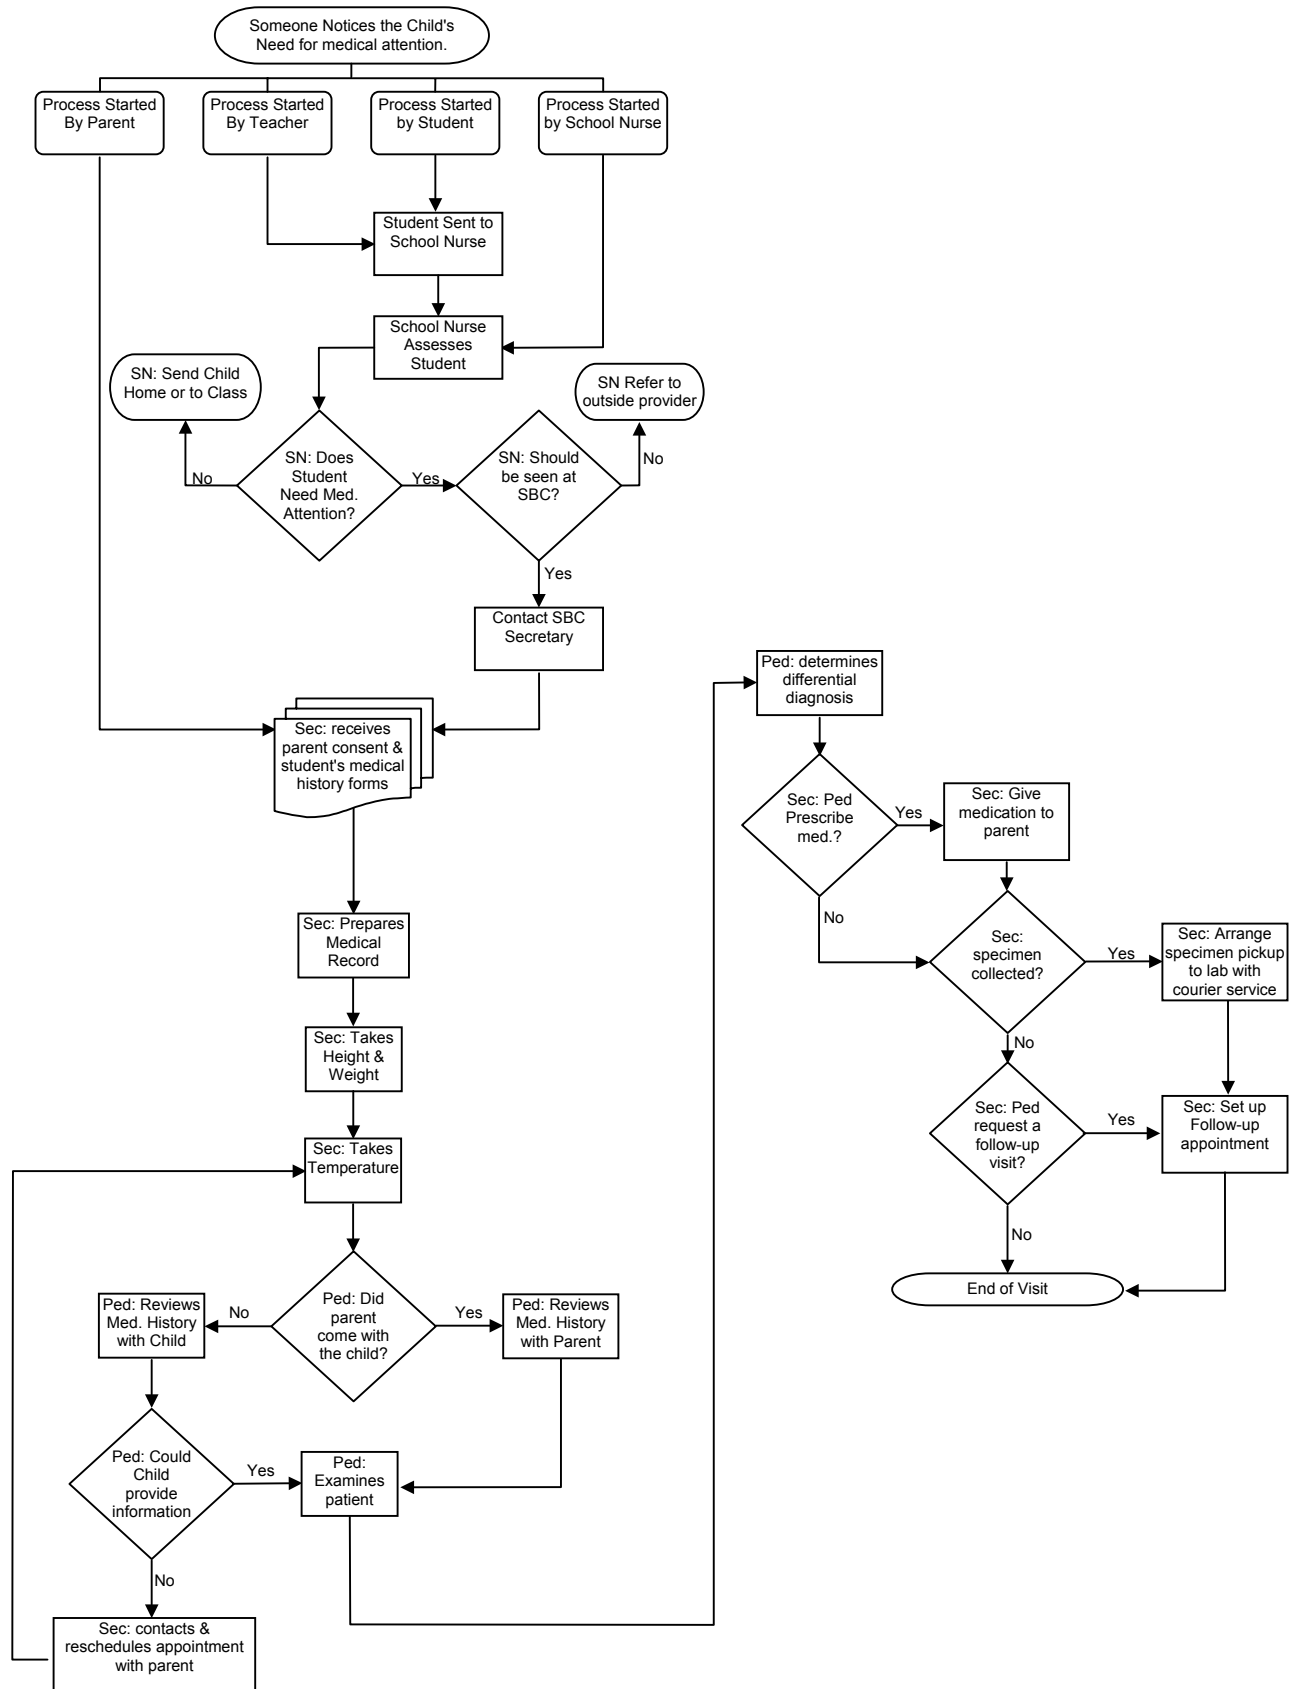 Someone Notices the Child's
Need for medical attention.
Process Started
By Parent
Process Started
By Teacher
Process Started
by Student
Process Started
by School Nurse
Student Sent to
School Nurse
School Nurse
Assesses
Student
SN: Send Child
Home or to Class
SN Refer to
outside provider
SN: Does
Student
Need Med.
Attention?
No
Yes
SN: Should
be seen at
SBC?
No
Yes
Contact SBC
Secretary
Sec: receives
parent consent &
student's medical
history forms
Sec: Prepares
Medical
Record
Sec: Takes
Height &
Weight
Sec: Takes
Temperature
Ped: Did
parent
come with
the child?
No
Yes
Ped: Reviews
Med. History
with Child
Ped: Reviews
Med. History
with Parent
Ped: Could
Child
provide
information
Yes
No
Ped:
Examines
patient
Sec: contacts &
reschedules appointment
with parent
Ped: determines
differential
diagnosis
Sec: Ped
Prescribe
med.?
Yes
No
Sec: Give
medication to
parent
Sec:
specimen
collected?
Yes
No
Sec: Arrange
specimen pickup
to lab with
courier service
Sec: Ped
request a
follow-up
visit?
Yes
No
Sec: Set up
Follow-up
appointment
End of Visit